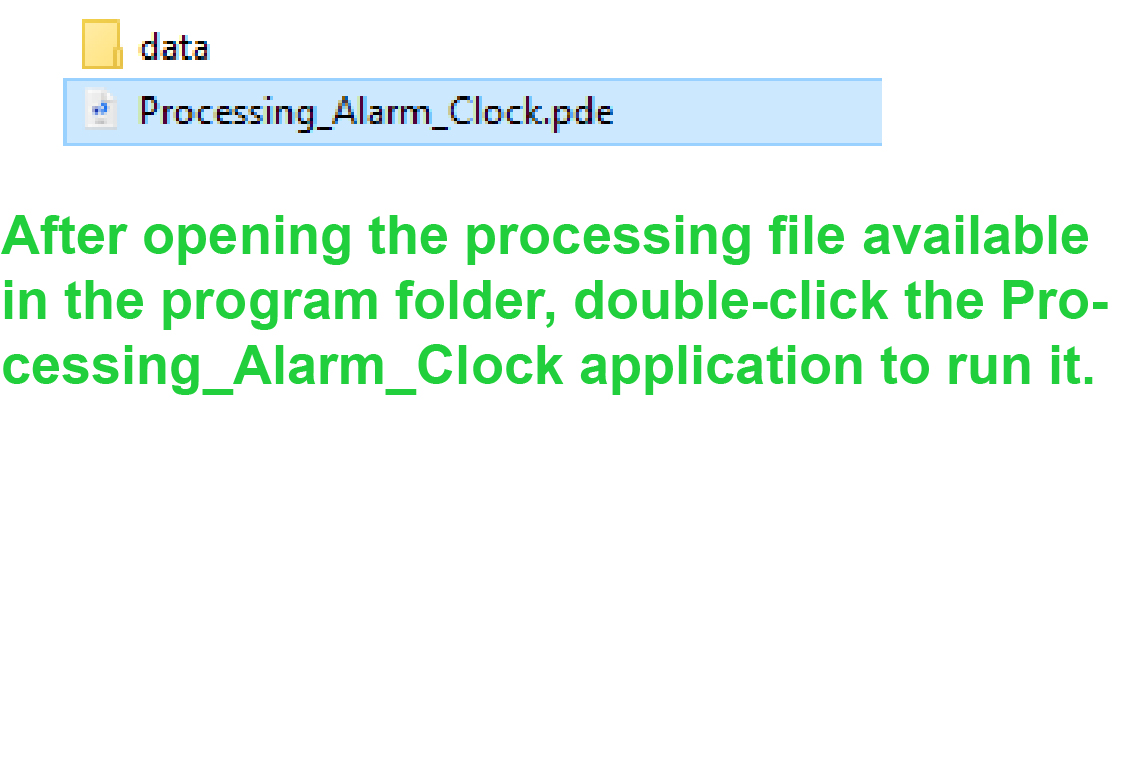 data
Processing_Alarm_Clock.pde
After opening the processing file available
in the program folder, double-click the Pro-
cessing_Alarm_Clock application to run it.